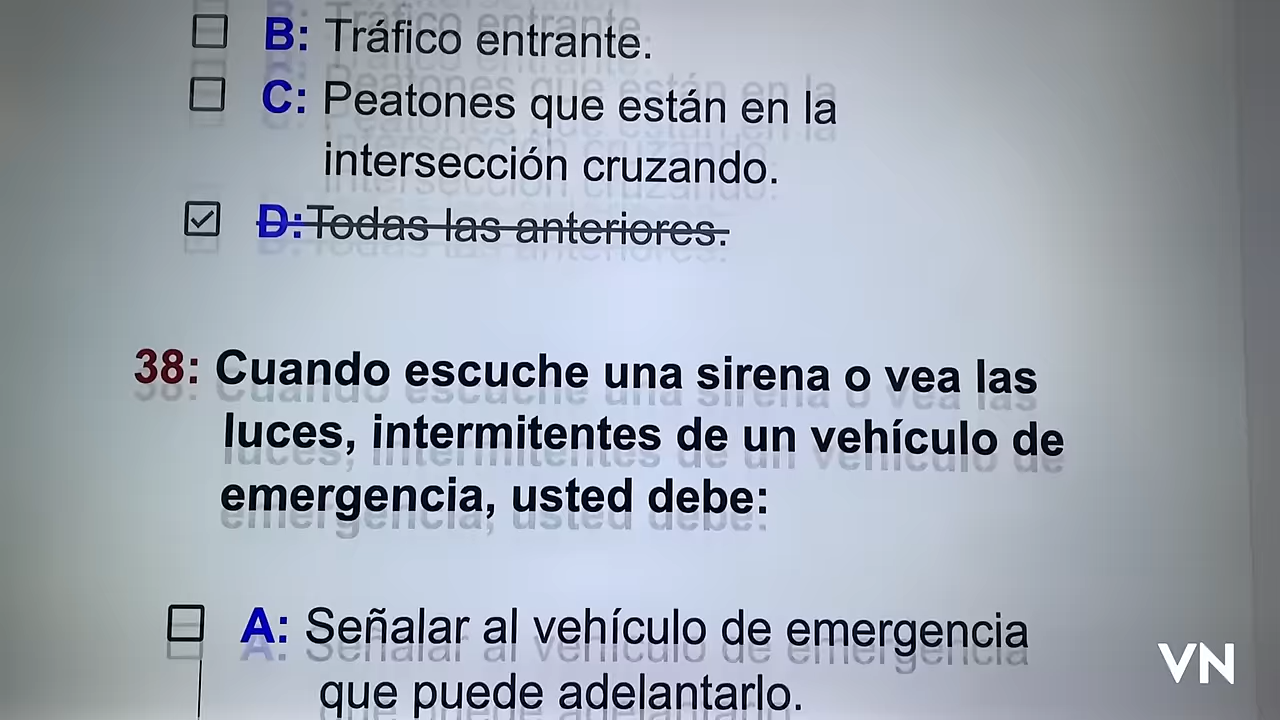 B: Tráfico entrante.
C: Peatones que están en la
intersección cruzando.
D: Todas las anteriores.
38: Cuando escuche una sirena o vea las
luces, intermitentes de un vehículo de
emergencia, usted debe:
A: Señalar al vehículo de emergencia
que puede adelantarlo.
VN